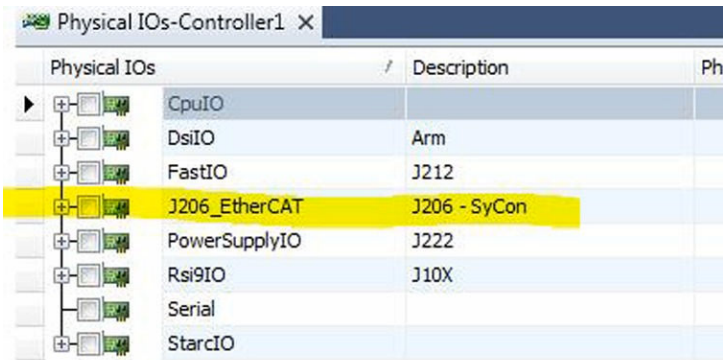 Physical IOs-Controller1
Physical IOs Description Ph
CpuIO
DsiIO Arm
FastIO J212
J206_EtherCAT J206 - SyCon
PowerSupplyIO J222
Rsi9IO J10X
Serial
StarcIO